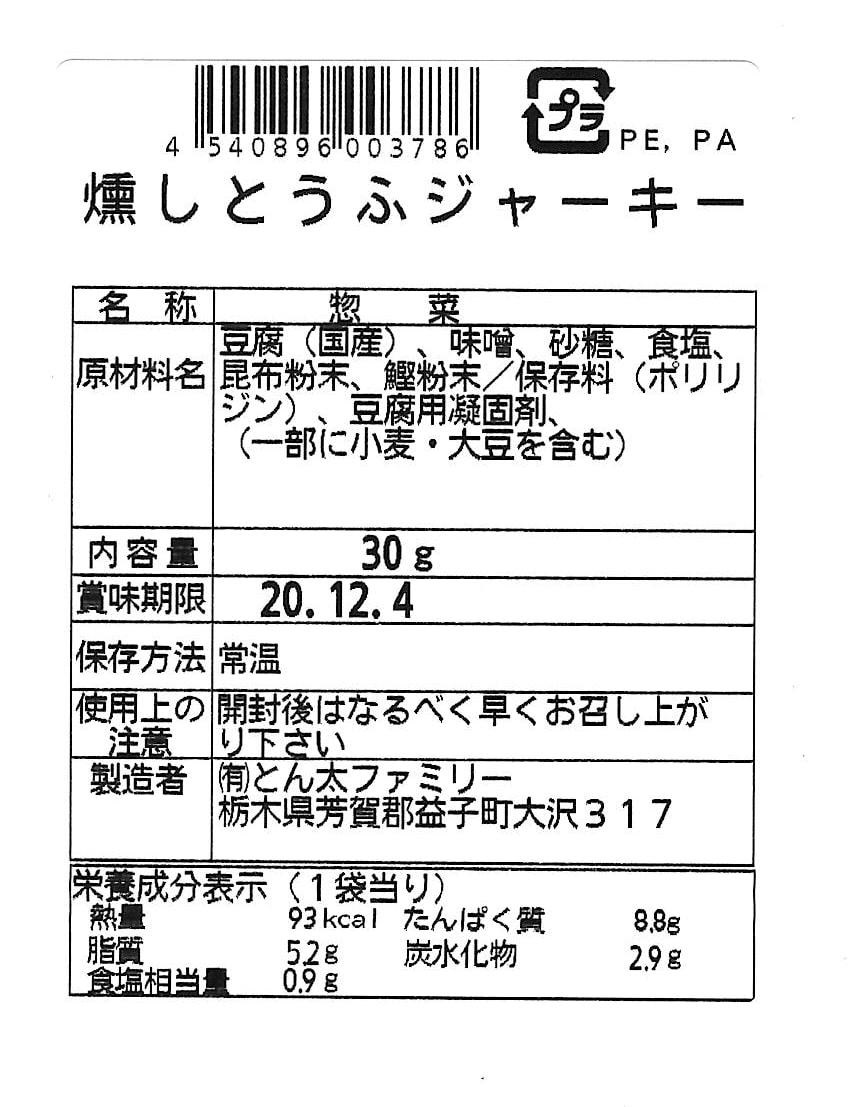 プラ
PE, PA
4 540896 003786
燻しとうふジャーキー
名 称 惣 菜
原材料名 豆腐（国産）、味噌、砂糖、食塩、
昆布粉末、鰹粉末／保存料（ポリリ
ジン）、豆腐用凝固剤、
（一部に小麦・大豆を含む）
内容量 30g
賞味期限 20.12.4
保存方法 常温
使用上の 開封後はなるべく早くお召し上が
注意 り下さい
製造者 ㈲とん太ファミリー
栃木県芳賀郡益子町大沢３１７
栄養成分表示（１袋当り）
熱量 93kcal たんぱく質 8.8g
脂質 5.2g 炭水化物 2.9g
食塩相当量 0.9g